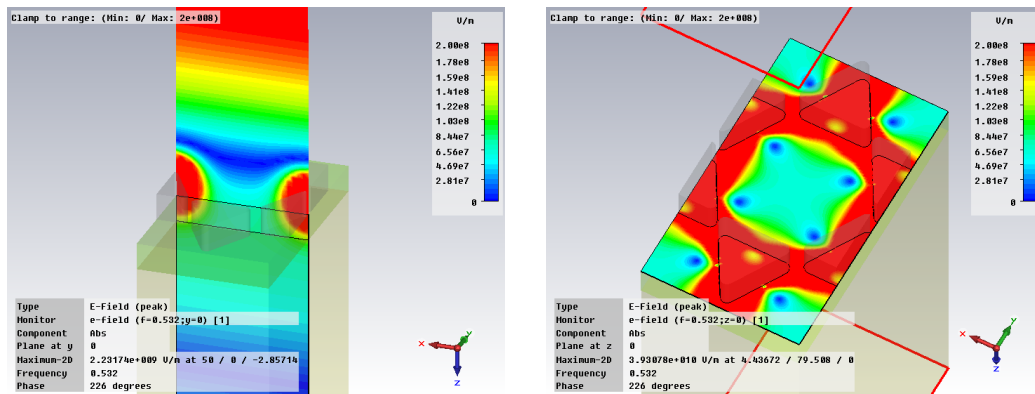 Clamp to range: (Min: 0/ Max: 2e+008)
V/m
2.00e8
1.78e8
1.59e8
1.41e8
1.22e8
1.03e8
8.44e7
6.56e7
4.69e7
2.81e7
0
Type E-Field (peak)
Monitor e-field (f=0.532;y=0) [1]
Component Abs
Plane at y 0
Maximum-2D 2.23174e+009 V/m at 50 / 0 / -2.85714
Frequency 0.532
Phase 226 degrees
x
y
z
Clamp to range: (Min: 0/ Max: 2e+008)
V/m
2.00e8
1.78e8
1.59e8
1.41e8
1.22e8
1.03e8
8.44e7
6.56e7
4.69e7
2.81e7
0
Type E-Field (peak)
Monitor e-field (f=0.532;z=0) [1]
Component Abs
Plane at z 0
Maximum-2D 3.93078e+010 V/m at 4.43672 / 79.508 / 0
Frequency 0.532
Phase 226 degrees
x
y
z